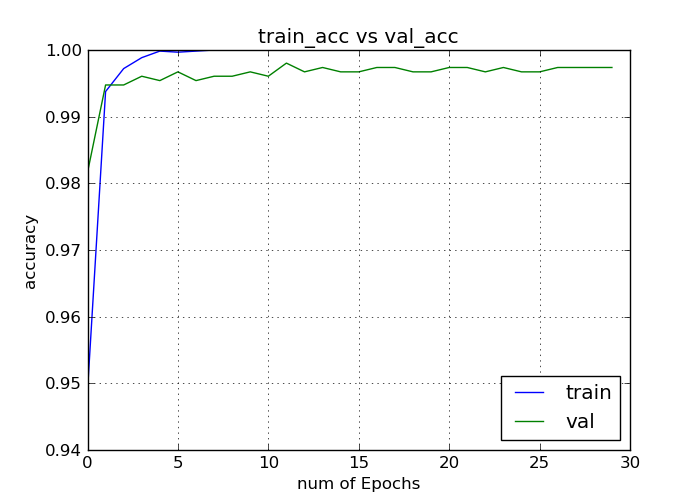 train_acc vs val_acc
1.00
0.99
0.98
0.97
0.96
0.95
0.94
accuracy
0 5 10 15 20 25 30
num of Epochs
train
val